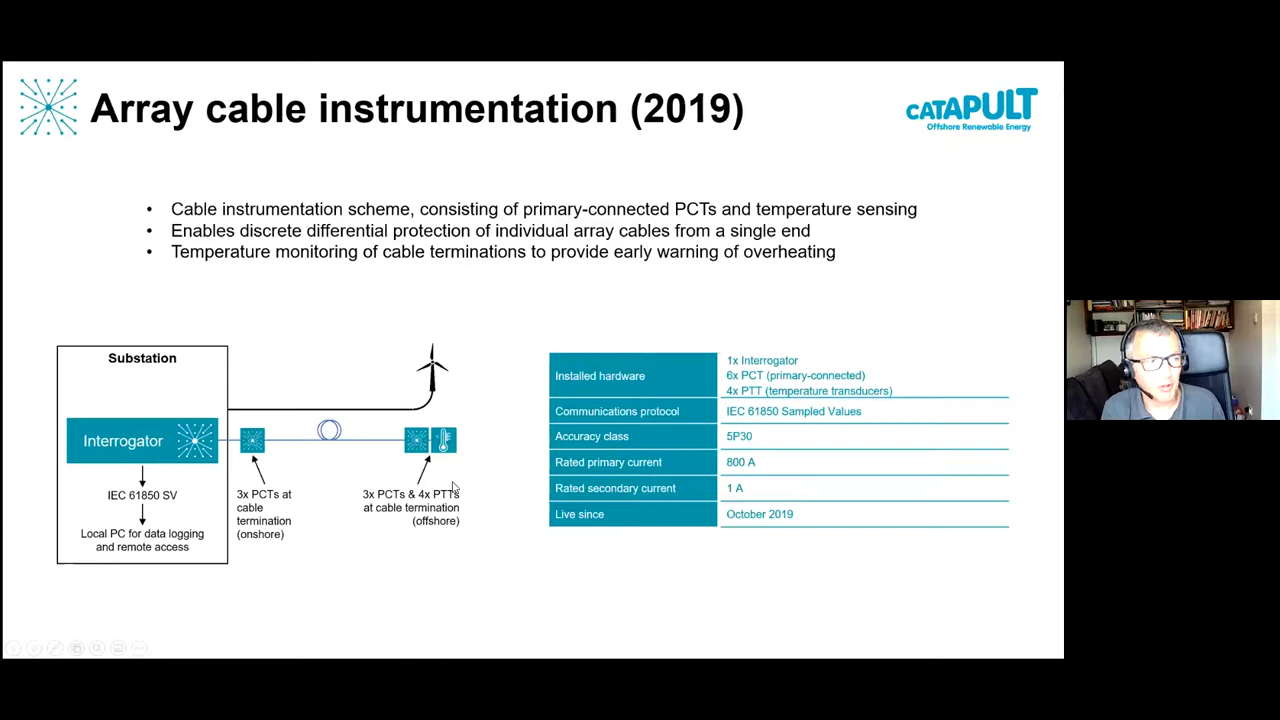 Array cable instrumentation (2019)
CATAPULT
Offshore Renewable Energy
• Cable instrumentation scheme, consisting of primary-connected PCTs and temperature sensing
• Enables discrete differential protection of individual array cables from a single end
• Temperature monitoring of cable terminations to provide early warning of overheating
Substation
Interrogator
IEC 61850 SV
Local PC for data logging
and remote access
3x PCTs at
cable
termination
(onshore)
3x PCTs & 4x PTTs
at cable termination
(offshore)
Installed hardware
1x Interrogator
6x PCT (primary-connected)
4x PTT (temperature transducers)
Communications protocol
IEC 61850 Sampled Values
Accuracy class
5P30
Rated primary current
800 A
Rated secondary current
1 A
Live since
October 2019